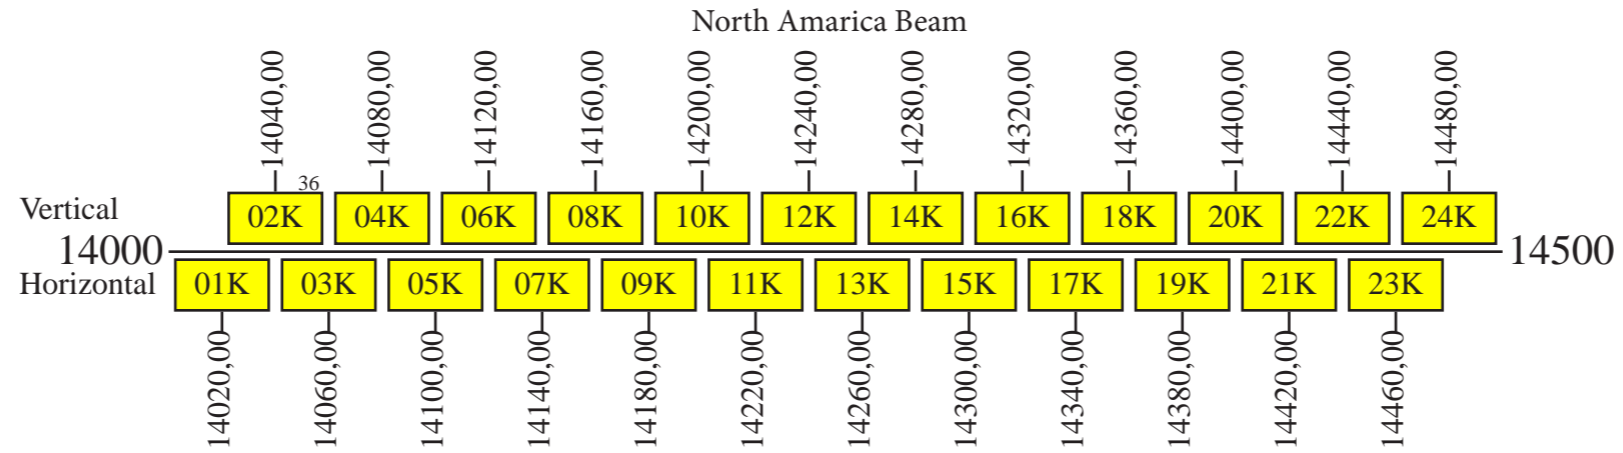 North Amarica Beam
14040,00 14080,00 14120,00 14160,00 14200,00 14240,00 14280,00 14320,00 14360,00 14400,00 14440,00 14480,00
36
Vertical 02K 04K 06K 08K 10K 12K 14K 16K 18K 20K 22K 24K
14000 14500
Horizontal 01K 03K 05K 07K 09K 11K 13K 15K 17K 19K 21K 23K
14020,00 14060,00 14100,00 14140,00 14180,00 14220,00 14260,00 14300,00 14340,00 14380,00 14420,00 14460,00